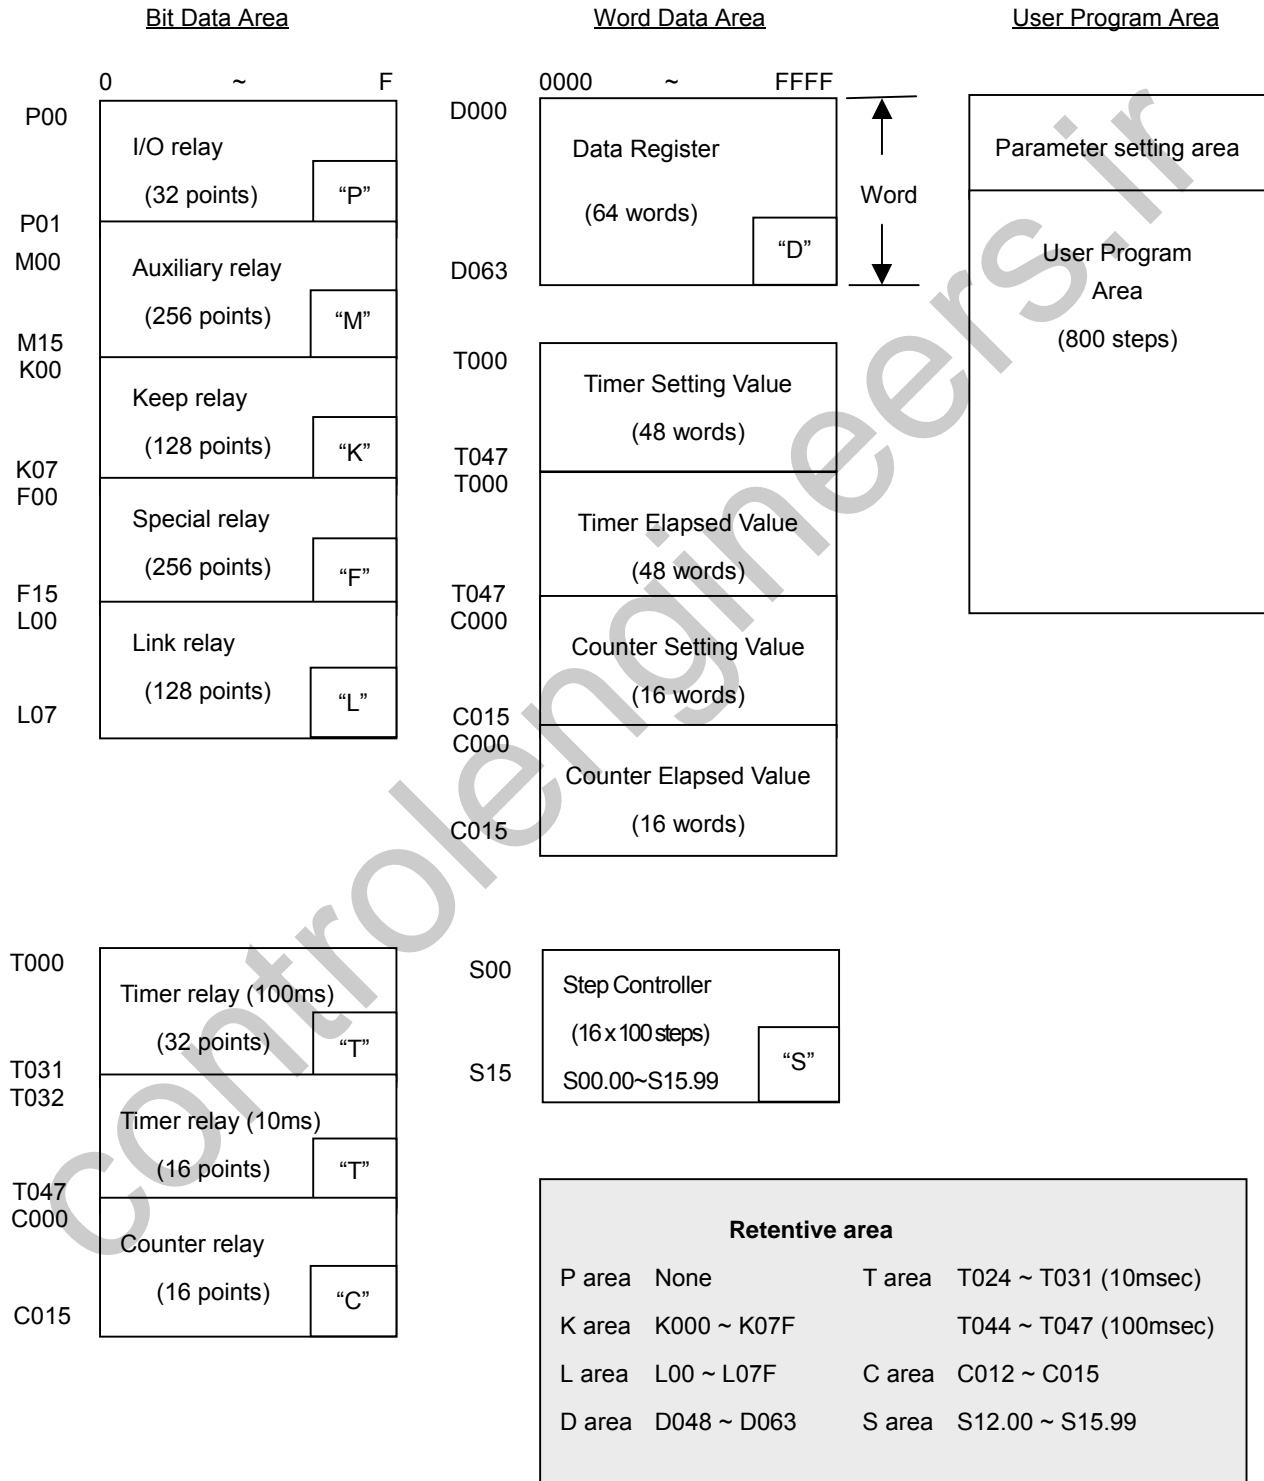 Bit Data Area
Word Data Area
User Program Area
0 ~ F
P00
I/O relay
(32 points)
“P”
P01
M00
Auxiliary relay
(256 points)
“M”
M15
K00
Keep relay
(128 points)
“K”
K07
F00
Special relay
(256 points)
“F”
F15
L00
Link relay
(128 points)
“L”
L07
0000 ~ FFFF
D000
Data Register
(64 words)
“D”
D063
Word
T000
Timer Setting Value
(48 words)
T047
T000
Timer Elapsed Value
(48 words)
T047
C000
Counter Setting Value
(16 words)
C015
C000
Counter Elapsed Value
(16 words)
C015
Parameter setting area
User Program
Area
(800 steps)
T000
Timer relay (100ms)
(32 points)
“T”
T031
T032
Timer relay (10ms)
(16 points)
“T”
T047
C000
Counter relay
(16 points)
“C”
C015
S00
Step Controller
(16 x 100 steps)
“S”
S15
S00.00~S15.99
Retentive area
P area None T area T024 ~ T031 (10msec)
K area K000 ~ K07F T044 ~ T047 (100msec)
L area L00 ~ L07F C area C012 ~ C015
D area D048 ~ D063 S area S12.00 ~ S15.99
controlengineers.ir